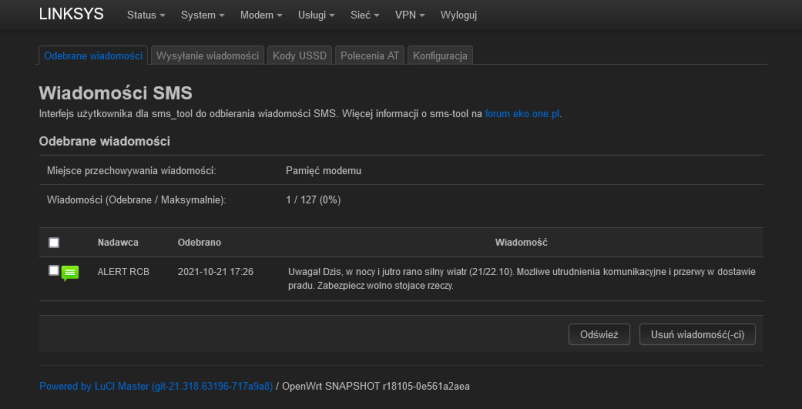 LINKSYS Status System Modem Usługi Sieć VPN Wyloguj
Odebrane wiadomości Wysyłanie wiadomości Kody USSD Polecenia AT Konfiguracja
Wiadomości SMS
Interfejs użytkownika dla sms_tool do odbierania wiadomości SMS. Więcej informacji o sms-tool na forum eko.one.pl.
Odebrane wiadomości
Miejsce przechowywania wiadomości: Pamięć modemu
Wiadomości (Odebrane / Maksymalnie): 1 / 127 (0%)
Nadawca Odebrano Wiadomość
ALERT RCB 2021-10-21 17:26 Uwaga! Dzis, w nocy i jutro rano silny wiatr (21/22.10). Mozliwe utrudnienia komunikacyjne i przerwy w dostawie
pradu. Zabezpiecz wolno stojace rzeczy.
Odśwież Usuń wiadomość(-ci)
Powered by LuCI Master (git-21.318.63196-717a9a8) / OpenWrt SNAPSHOT r18105-0e561a2aea